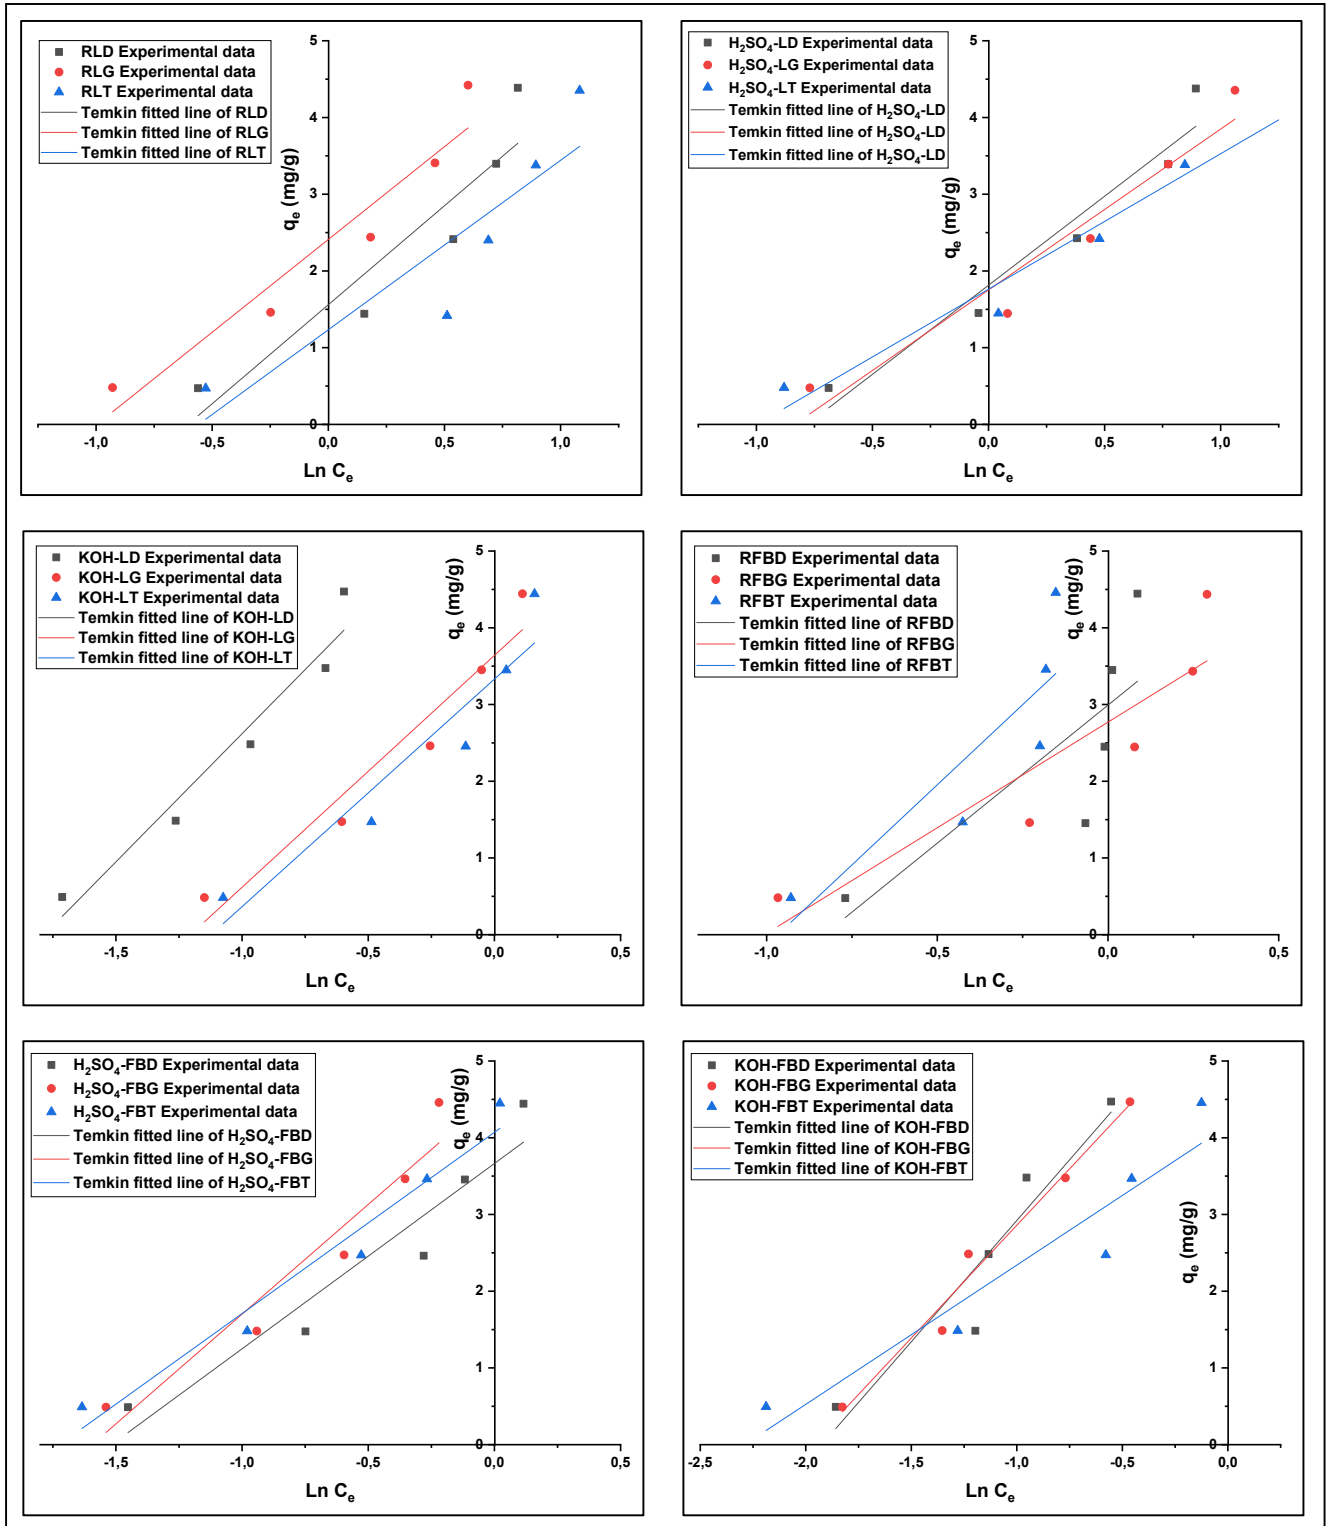 RLD Experimental data
RLG Experimental data
RLT Experimental data
Temkin fitted line of RLD
Temkin fitted line of RLG
Temkin fitted line of RLT
qₑ (mg/g)
5
4
3
2
1
0
-1,0 -0,5 0,0 0,5 1,0
Ln Cₑ
H₂SO₄-LD Experimental data
H₂SO₄-LG Experimental data
H₂SO₄-LT Experimental data
Temkin fitted line of H₂SO₄-LD
Temkin fitted line of H₂SO₄-LD
Temkin fitted line of H₂SO₄-LD
qₑ (mg/g)
5
4
3
2
1
0
-1,0 -0,5 0,0 0,5 1,0
Ln Cₑ
KOH-LD Experimental data
KOH-LG Experimental data
KOH-LT Experimental data
Temkin fitted line of KOH-LD
Temkin fitted line of KOH-LG
Temkin fitted line of KOH-LT
qₑ (mg/g)
5
4
3
2
1
0
-1,5 -1,0 -0,5 0,0 0,5
Ln Cₑ
RFBD Experimental data
RFBG Experimental data
RFBT Experimental data
Temkin fitted line of RFBD
Temkin fitted line of RFBG
Temkin fitted line of RFBT
qₑ (mg/g)
5
4
3
2
1
0
-1,0 -0,5 0,0 0,5
Ln Cₑ
H₂SO₄-FBD Experimental data
H₂SO₄-FBG Experimental data
H₂SO₄-FBT Experimental data
Temkin fitted line of H₂SO₄-FBD
Temkin fitted line of H₂SO₄-FBG
Temkin fitted line of H₂SO₄-FBT
qₑ (mg/g)
5
4
3
2
1
0
-1,5 -1,0 -0,5 0,0 0,5
Ln Cₑ
KOH-FBD Experimental data
KOH-FBG Experimental data
KOH-FBT Experimental data
Temkin fitted line of KOH-FBD
Temkin fitted line of KOH-FBG
Temkin fitted line of KOH-FBT
qₑ (mg/g)
5
4
3
2
1
0
-2,5 -2,0 -1,5 -1,0 -0,5 0,0
Ln Cₑ